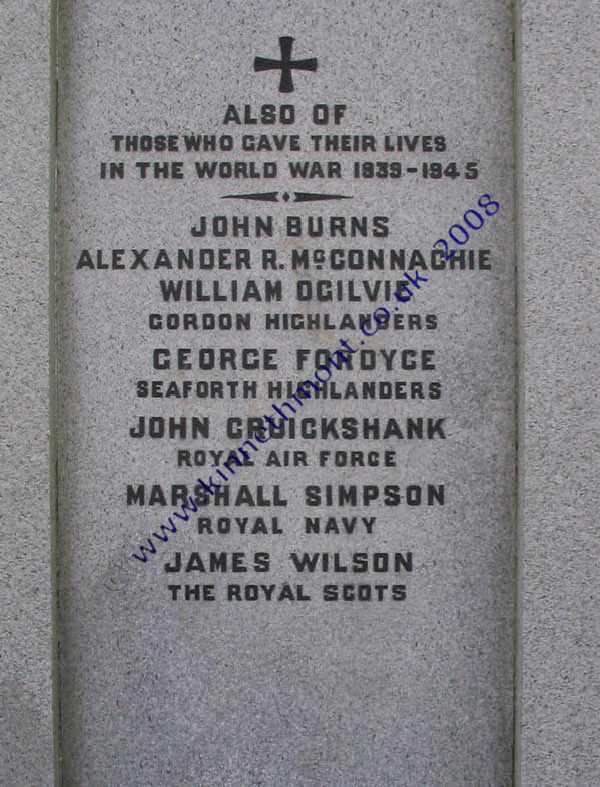 ALSO OF
THOSE WHO GAVE THEIR LIVES
IN THE WORLD WAR 1939-1945
JOHN BURNS
ALEXANDER R. McCONNACHIE
WILLIAM OGILVIE
GORDON HIGHLANDERS
GEORGE FORDYCE
SEAFORTH HIGHLANDERS
JOHN CRUICKSHANK
ROYAL AIR FORCE
MARSHALL SIMPSON
ROYAL NAVY
JAMES WILSON
THE ROYAL SCOTS
www.kinnethmont.co.uk 2008